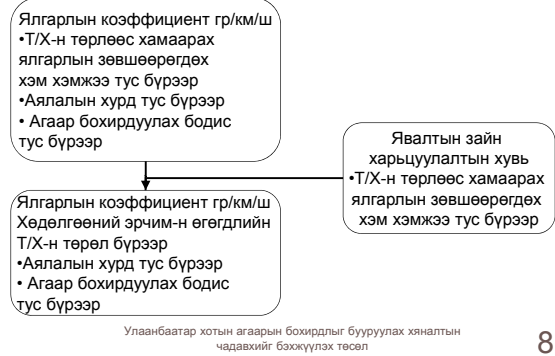 Ялгарлын коэффициент гр/км/ш
•Т/Х-н төрлөөс хамаарах
ялгарлын зөвшөөрөгдөх
хэм хэмжээ тус бүрээр
•Аялалын хурд тус бүрээр
• Агаар бохирдуулах бодис
тус бүрээр
Явалтын зайн
харьцуулалтын хувь
•Т/Х-н төрлөөс хамаарах
ялгарлын зөвшөөрөгдөх
хэм хэмжээ тус бүрээр
Ялгарлын коэффициент гр/км/ш
Хөдөлгөөний эрчим-н өгөгдлийн
Т/Х-н төрөл бүрээр
•Аялалын хурд тус бүрээр
• Агаар бохирдуулах бодис
тус бүрээр
Улаанбаатар хотын агаарын бохирдлыг бууруулах хяналтын
чадавхийг бэхжүүлэх төсөл
8